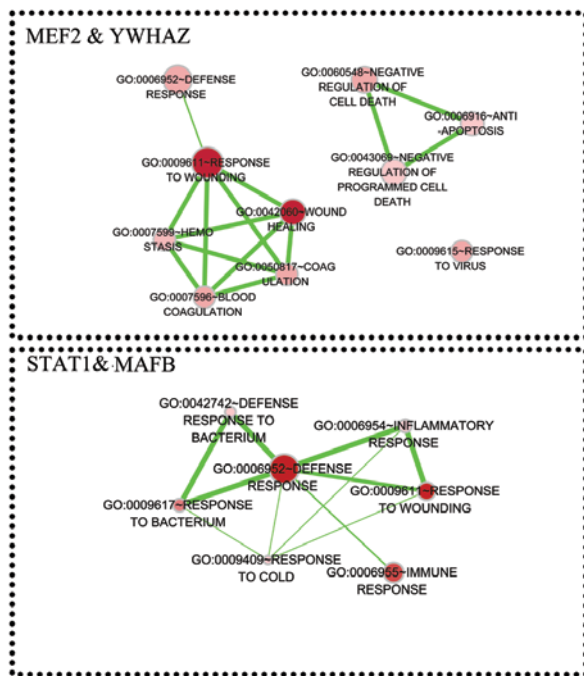 MEF2 & YWHAZ
GO:0006952~DEFENSE
RESPONSE
GO:0060548~NEGATIVE
REGULATION OF
CELL DEATH
GO:0006916~ANTI
-APOPTOSIS
GO:0009611~RESPONSE
TO WOUNDING
GO:0043069~NEGATIVE
REGULATION OF
PROGRAMMED CELL
DEATH
GO:0042060~WOUND
HEALING
GO:0007599~HEMO
STASIS
GO:0009615~RESPONSE
TO VIRUS
GO:0050817~COAG
ULATION
GO:0007596~BLOOD
COAGULATION
STAT1& MAFB
GO:0042742~DEFENSE
RESPONSE TO
BACTERIUM
GO:0006954~INFLAMMATORY
RESPONSE
GO:0006952~DEFENSE
RESPONSE
GO:0009611~RESPONSE
TO WOUNDING
GO:0009617~RESPONSE
TO BACTERIUM
GO:0009409~RESPONSE
TO COLD
GO:0006955~IMMUNE
RESPONSE